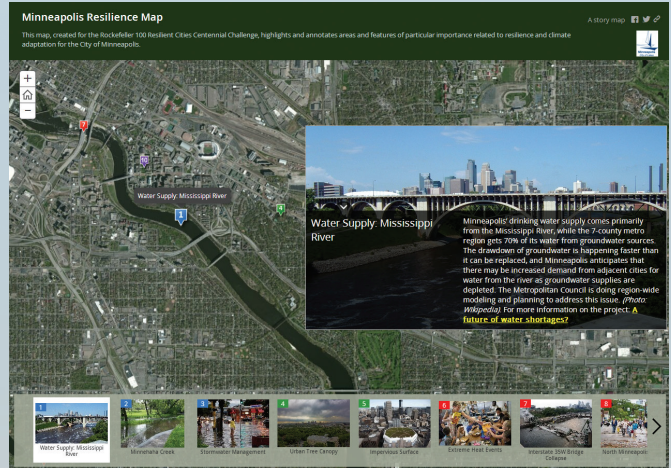 Minneapolis Resilience Map
A story map
This map, created for the Rockefeller 100 Resilient Cities Centennial Challenge, highlights and annotates areas and features of particular importance related to resilience and climate
adaptation for the City of Minneapolis.
Minneapolis
+
−
7
10
Water Supply: Mississippi River
1
4
Water Supply: Mississippi
River
Minneapolis' drinking water supply comes primarily
from the Mississippi River, while the 7-county metro
region gets 70% of its water from groundwater sources.
The drawdown of groundwater is happening faster than
it can be replaced, and Minneapolis anticipates that
there may be increased demand from adjacent cities for
water from the river as groundwater supplies are
depleted. The Metropolitan Council is doing region-wide
modeling and planning to address this issue. (Photo:
Wikipedia). For more information on the project: A
future of water shortages?
1
Water Supply: Mississippi
River
2
Minnehaha Creek
3
Stormwater Management
4
Urban Tree Canopy
5
Impervious Surface
6
Extreme Heat Events
7
Interstate 35W Bridge
Collapse
8
North Minneapoli